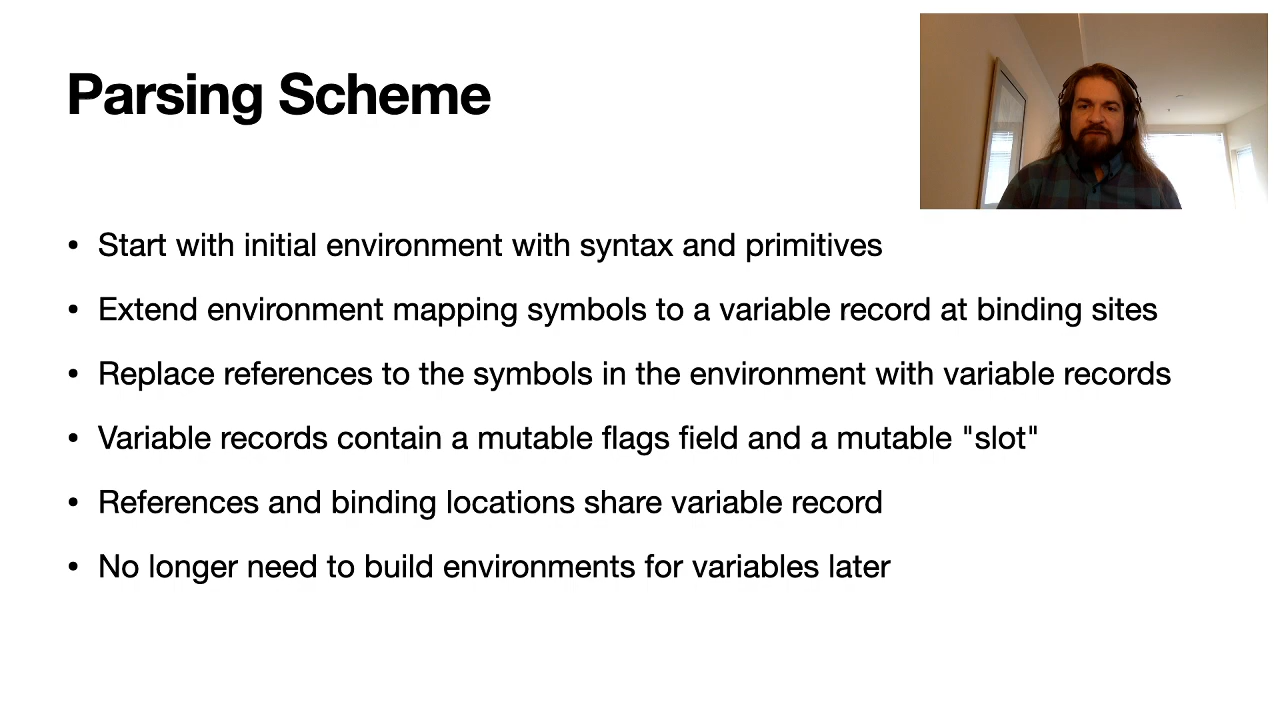 Parsing Scheme
• Start with initial environment with syntax and primitives
• Extend environment mapping symbols to a variable record at binding sites
• Replace references to the symbols in the environment with variable records
• Variable records contain a mutable flags field and a mutable "slot"
• References and binding locations share variable record
• No longer need to build environments for variables later